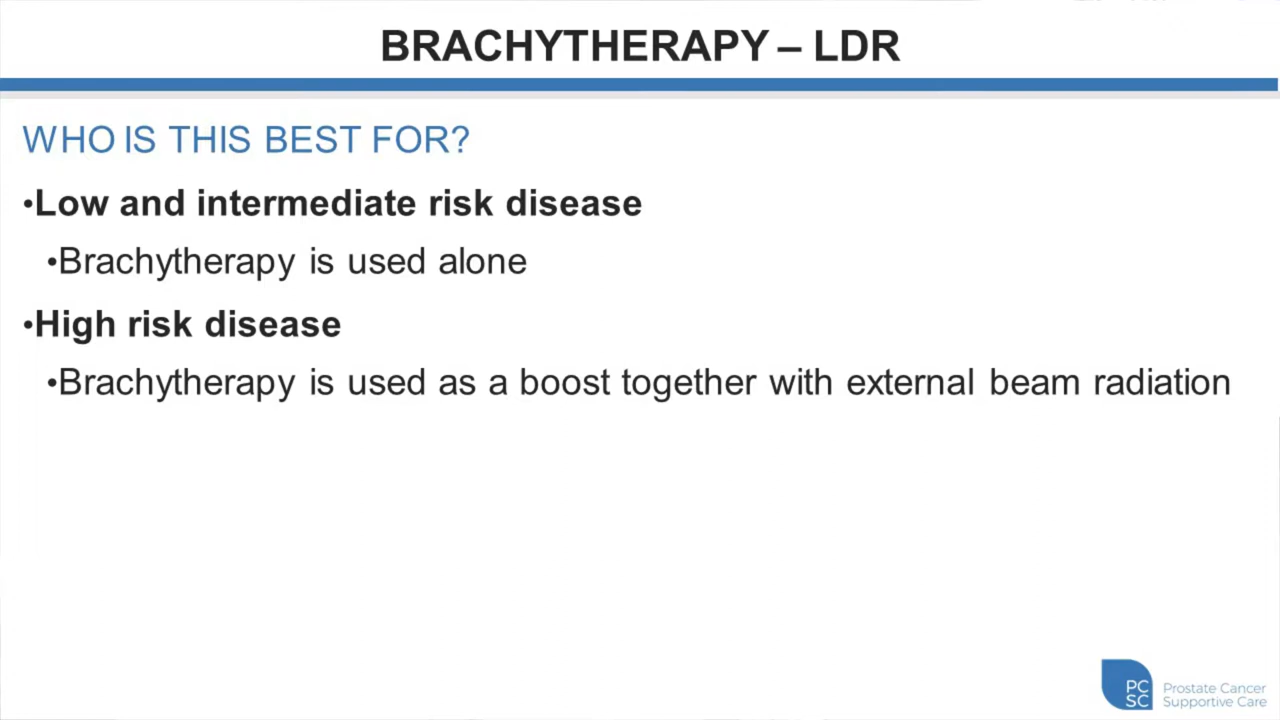 BRACHYTHERAPY – LDR
WHO IS THIS BEST FOR?
•Low and intermediate risk disease
•Brachytherapy is used alone
•High risk disease
•Brachytherapy is used as a boost together with external beam radiation
PC
SC
Prostate Cancer
Supportive Care